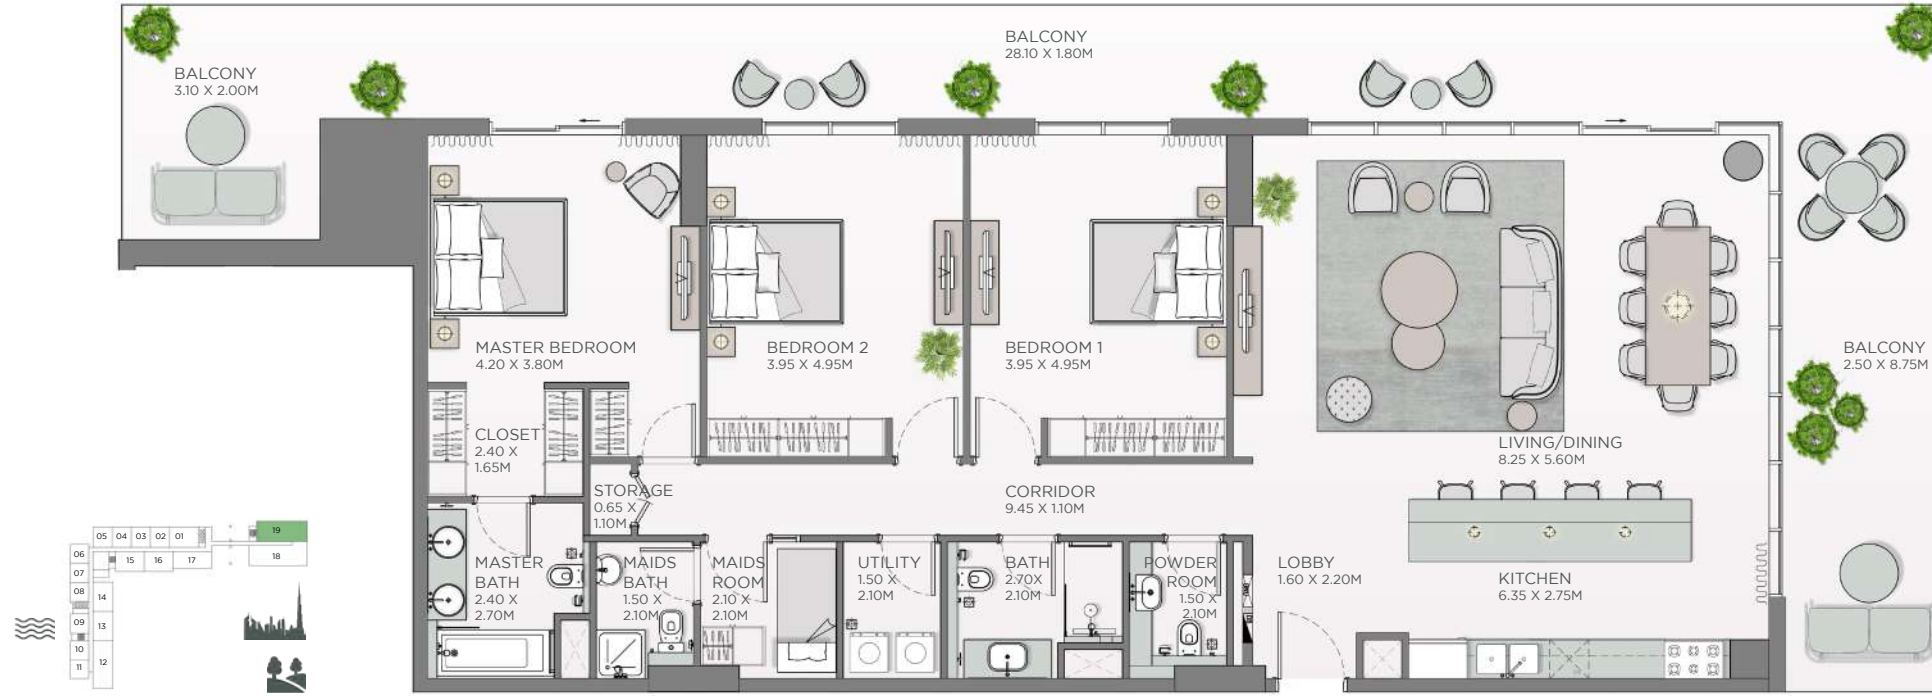 BALCONY
28.10 X 1.80M
BALCONY
3.10 X 2.00M
MASTER BEDROOM
4.20 X 3.80M
BEDROOM 2
3.95 X 4.95M
BEDROOM 1
3.95 X 4.95M
BALCONY
2.50 X 8.75M
CLOSET
2.40 X
1.65M
LIVING/DINING
8.25 X 5.60M
STORAGE
0.65 X
1.10M
CORRIDOR
9.45 X 1.10M
MASTER
BATH
2.40 X
2.70M
MAIDS
BATH
1.50 X
2.10M
MAIDS
ROOM
2.10 X
2.10M
UTILITY
1.50 X
2.10M
BATH
2.70X
2.10M
POWDER
ROOM
1.50 X
2.10M
LOBBY
1.60 X 2.20M
KITCHEN
6.35 X 2.75M
05 04 03 02 01
19
06
15 16 17
18
07
08
14
09
13
10
12
11